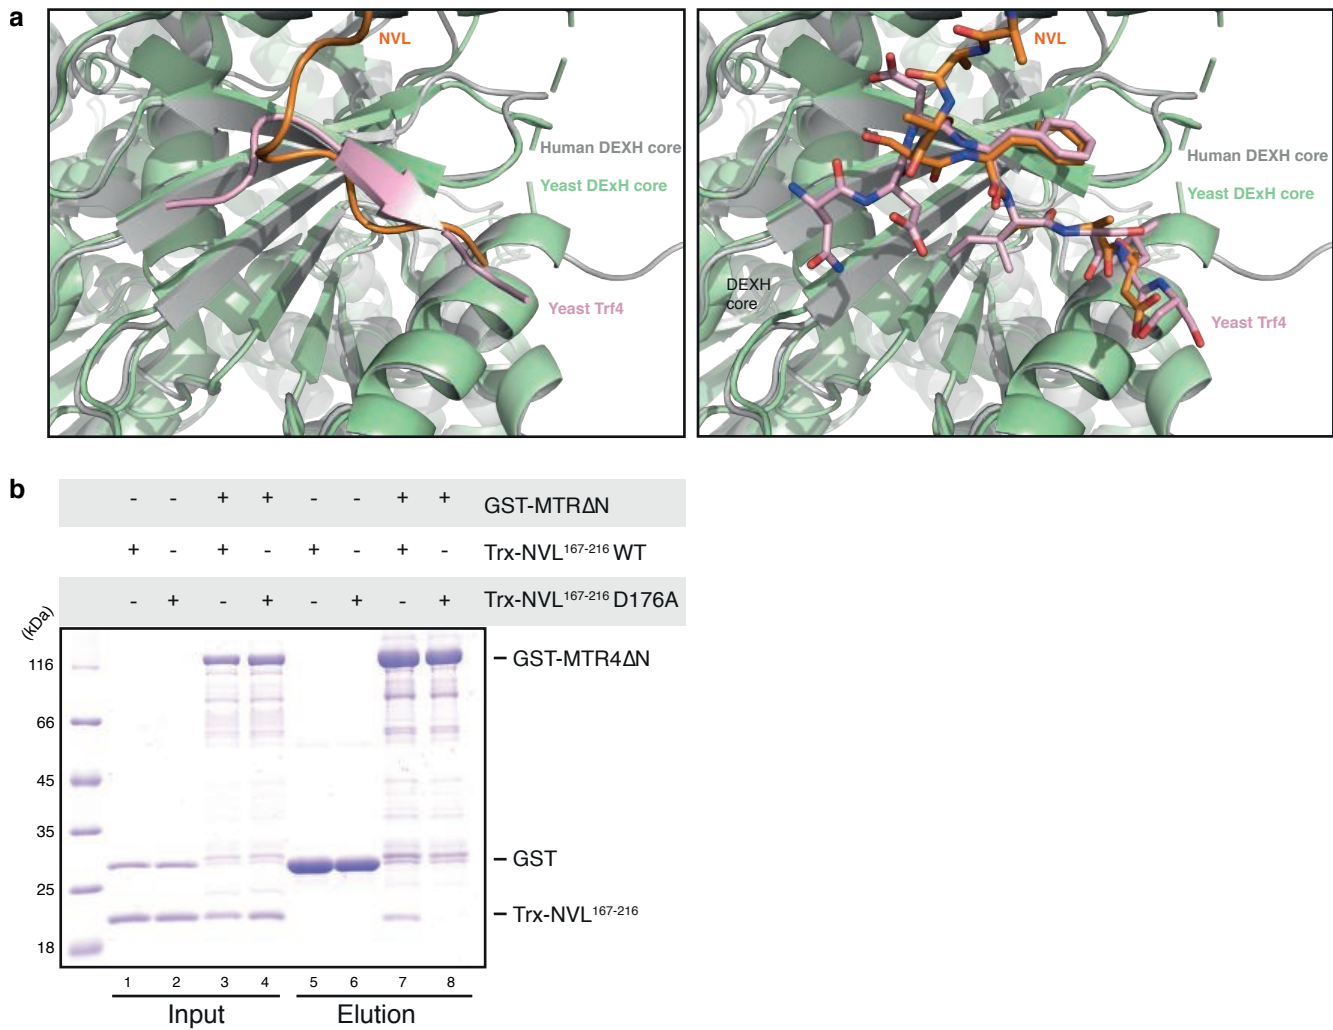 a
NVL
Human DEXH core
Yeast DExH core
Yeast Trf4
NVL
Human DEXH core
Yeast DExH core
DEXH
core
Yeast Trf4
b
- - + + - - + + GST-MTRΔN
+ - + - + - + - Trx-NVL167-216 WT
- + - + - + - + Trx-NVL167-216 D176A
(kDa)
116
66
45
35
25
18
GST-MTR4ΔN
GST
Trx-NVL167-216
1 2 3 4 5 6 7 8
Input Elution